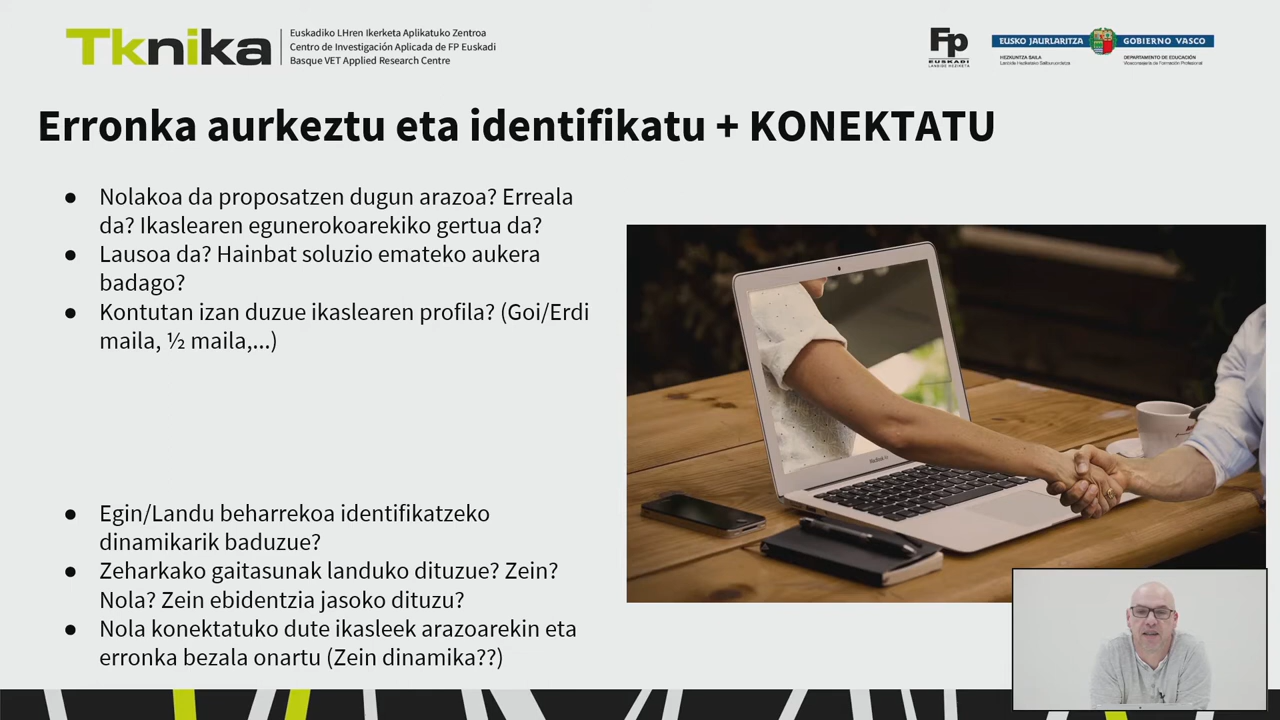 Tknika
Euskadiko LHren Ikerketa Aplikatuko Zentroa
Centro de Investigación Aplicada de FP Euskadi
Basque VET Applied Research Centre
Fp
EUSKADI
LANBIDE HEZIKETA
EUSKO JAURLARITZA
GOBIERNO VASCO
HEZKUNTZA SAILA
Lanbide Heziketako Sailburuordetza
DEPARTAMENTO DE EDUCACIÓN
Viceconsejería de Formación Profesional
Erronka aurkeztu eta identifikatu + KONEKTATU
● Nolakoa da proposatzen dugun arazoa? Erreala
da? Ikaslearen egunerokoarekiko gertua da?
● Lausoa da? Hainbat soluzio emateko aukera
badago?
● Kontutan izan duzue ikaslearen profila? (Goi/Erdi
maila, ½ maila,...)
● Egin/Landu beharrekoa identifikatzeko
dinamikarik baduzue?
● Zeharkako gaitasunak landuko dituzue? Zein?
Nola? Zein ebidentzia jasoko dituzu?
● Nola konektatuko dute ikasleek arazoarekin eta
erronka bezala onartu (Zein dinamika??)